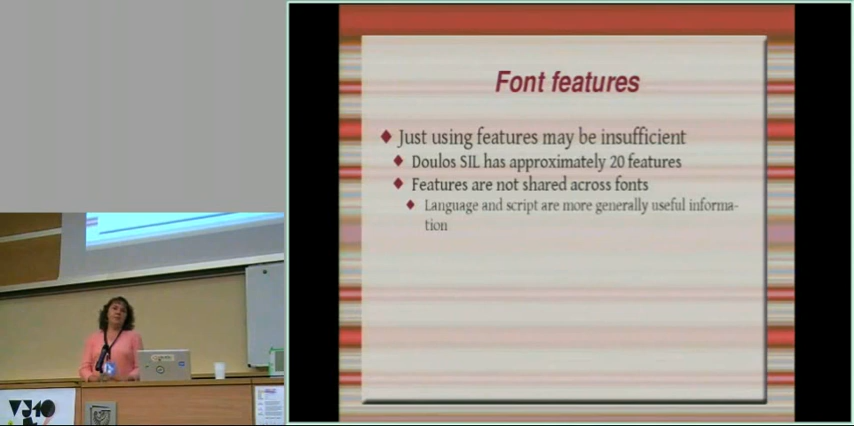 Font features
Just using features may be insufficient
Doulos SIL has approximately 20 features
Features are not shared across fonts
Language and script are more generally useful informa-
tion
VJ10